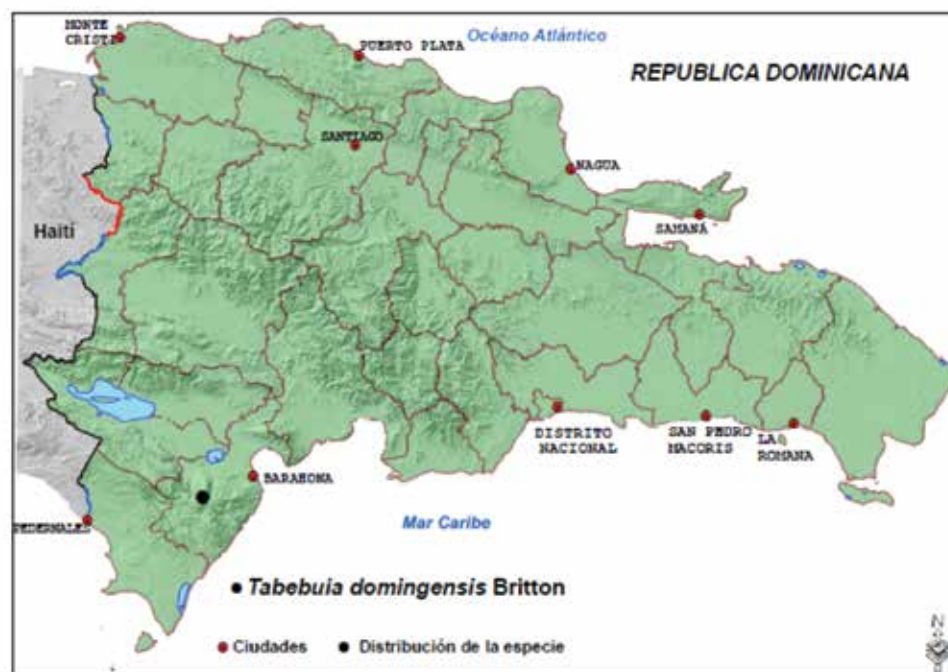 MONTE
CRISTI
PUERTO PLATA
Océano Atlántico
REPUBLICA DOMINICANA
SANTIAGO
NAGUA
SAMANÁ
Haití
DISTRITO
NACIONAL
SAN PEDRO
MACORIS
LA
ROMANA
BARAHONA
PEDERNALES
Mar Caribe
Tabebuia domingensis Britton
Ciudades
Distribución de la especie
N